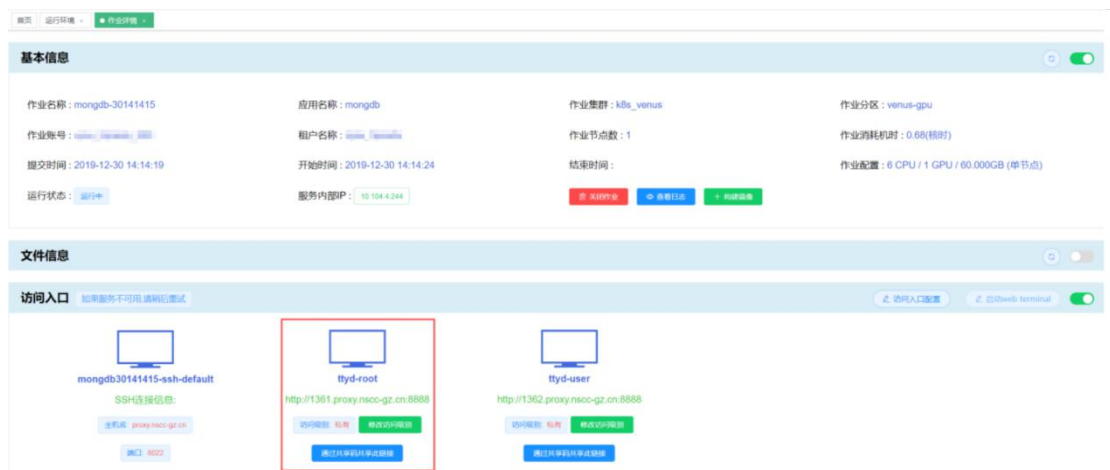 首页 运行环境 × ● 作业详情 ×
基本信息
作业名称 : mongdb-30141415 应用名称 : mongdb 作业集群 : k8s_venus 作业分区 : venus-gpu
作业账号 : 租户名称 : 作业节点数 : 1 作业消耗机时 : 0.68(核时)
提交时间 : 2019-12-30 14:14:19 开始时间 : 2019-12-30 14:14:24 结束时间 : 作业配置 : 6 CPU / 1 GPU / 60.000GB (单节点)
运行状态 : 运行中 服务内部IP : 10.104.4.244 关闭作业 查看日志 + 构建镜像
文件信息
访问入口 如果服务不可用,请稍后重试 访问入口配置 启动web terminal
mongdb30141415-ssh-default ttyd-root ttyd-user
SSH连接信息: http://1361.proxy.nscc-gz.cn:8888 http://1362.proxy.nscc-gz.cn:8888
主机名: proxy.nscc-gz.cn 访问级别: 私有 修改访问级别 访问级别: 私有 修改访问级别
端口: 6022 通过共享码共享此链接 通过共享码共享此链接